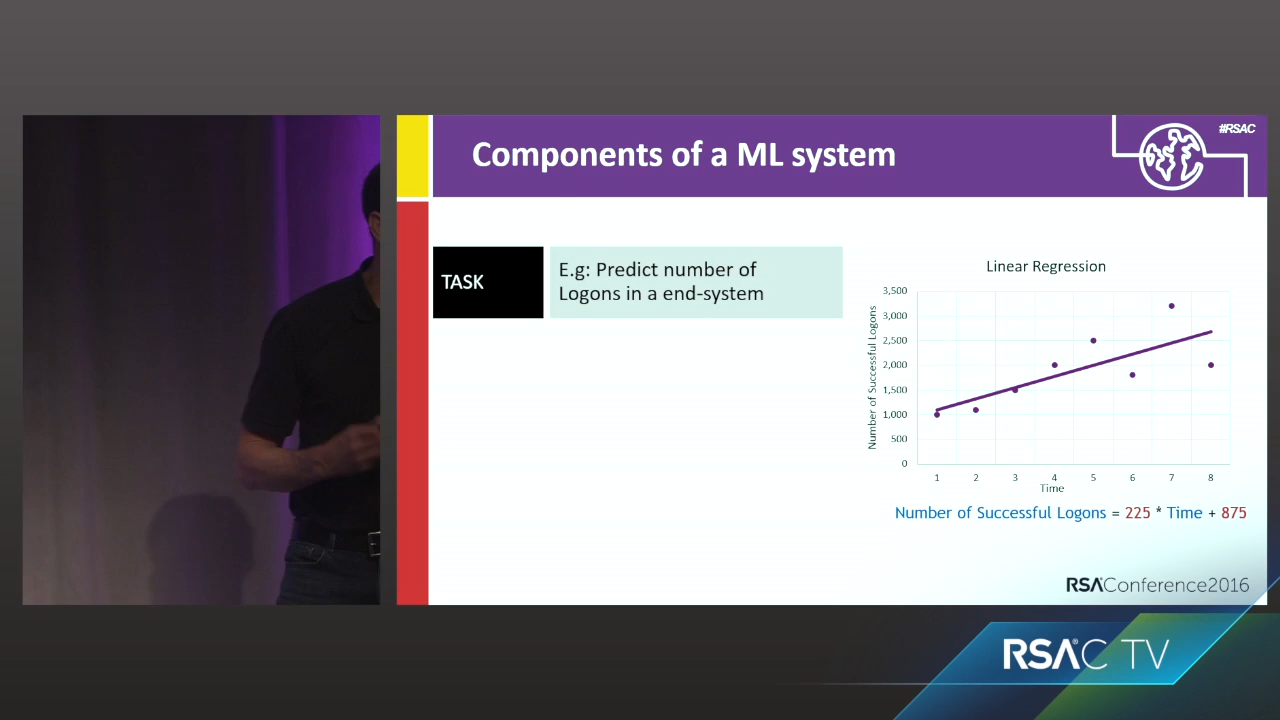 #RSAC
Components of a ML system
TASK
E.g: Predict number of
Logons in a end-system
Linear Regression
Number of Successful Logons
3,500
3,000
2,500
2,000
1,500
1,000
500
0
1 2 3 4 5 6 7 8
Time
Number of Successful Logons = 225 * Time + 875
RSAConference2016
RSAC TV